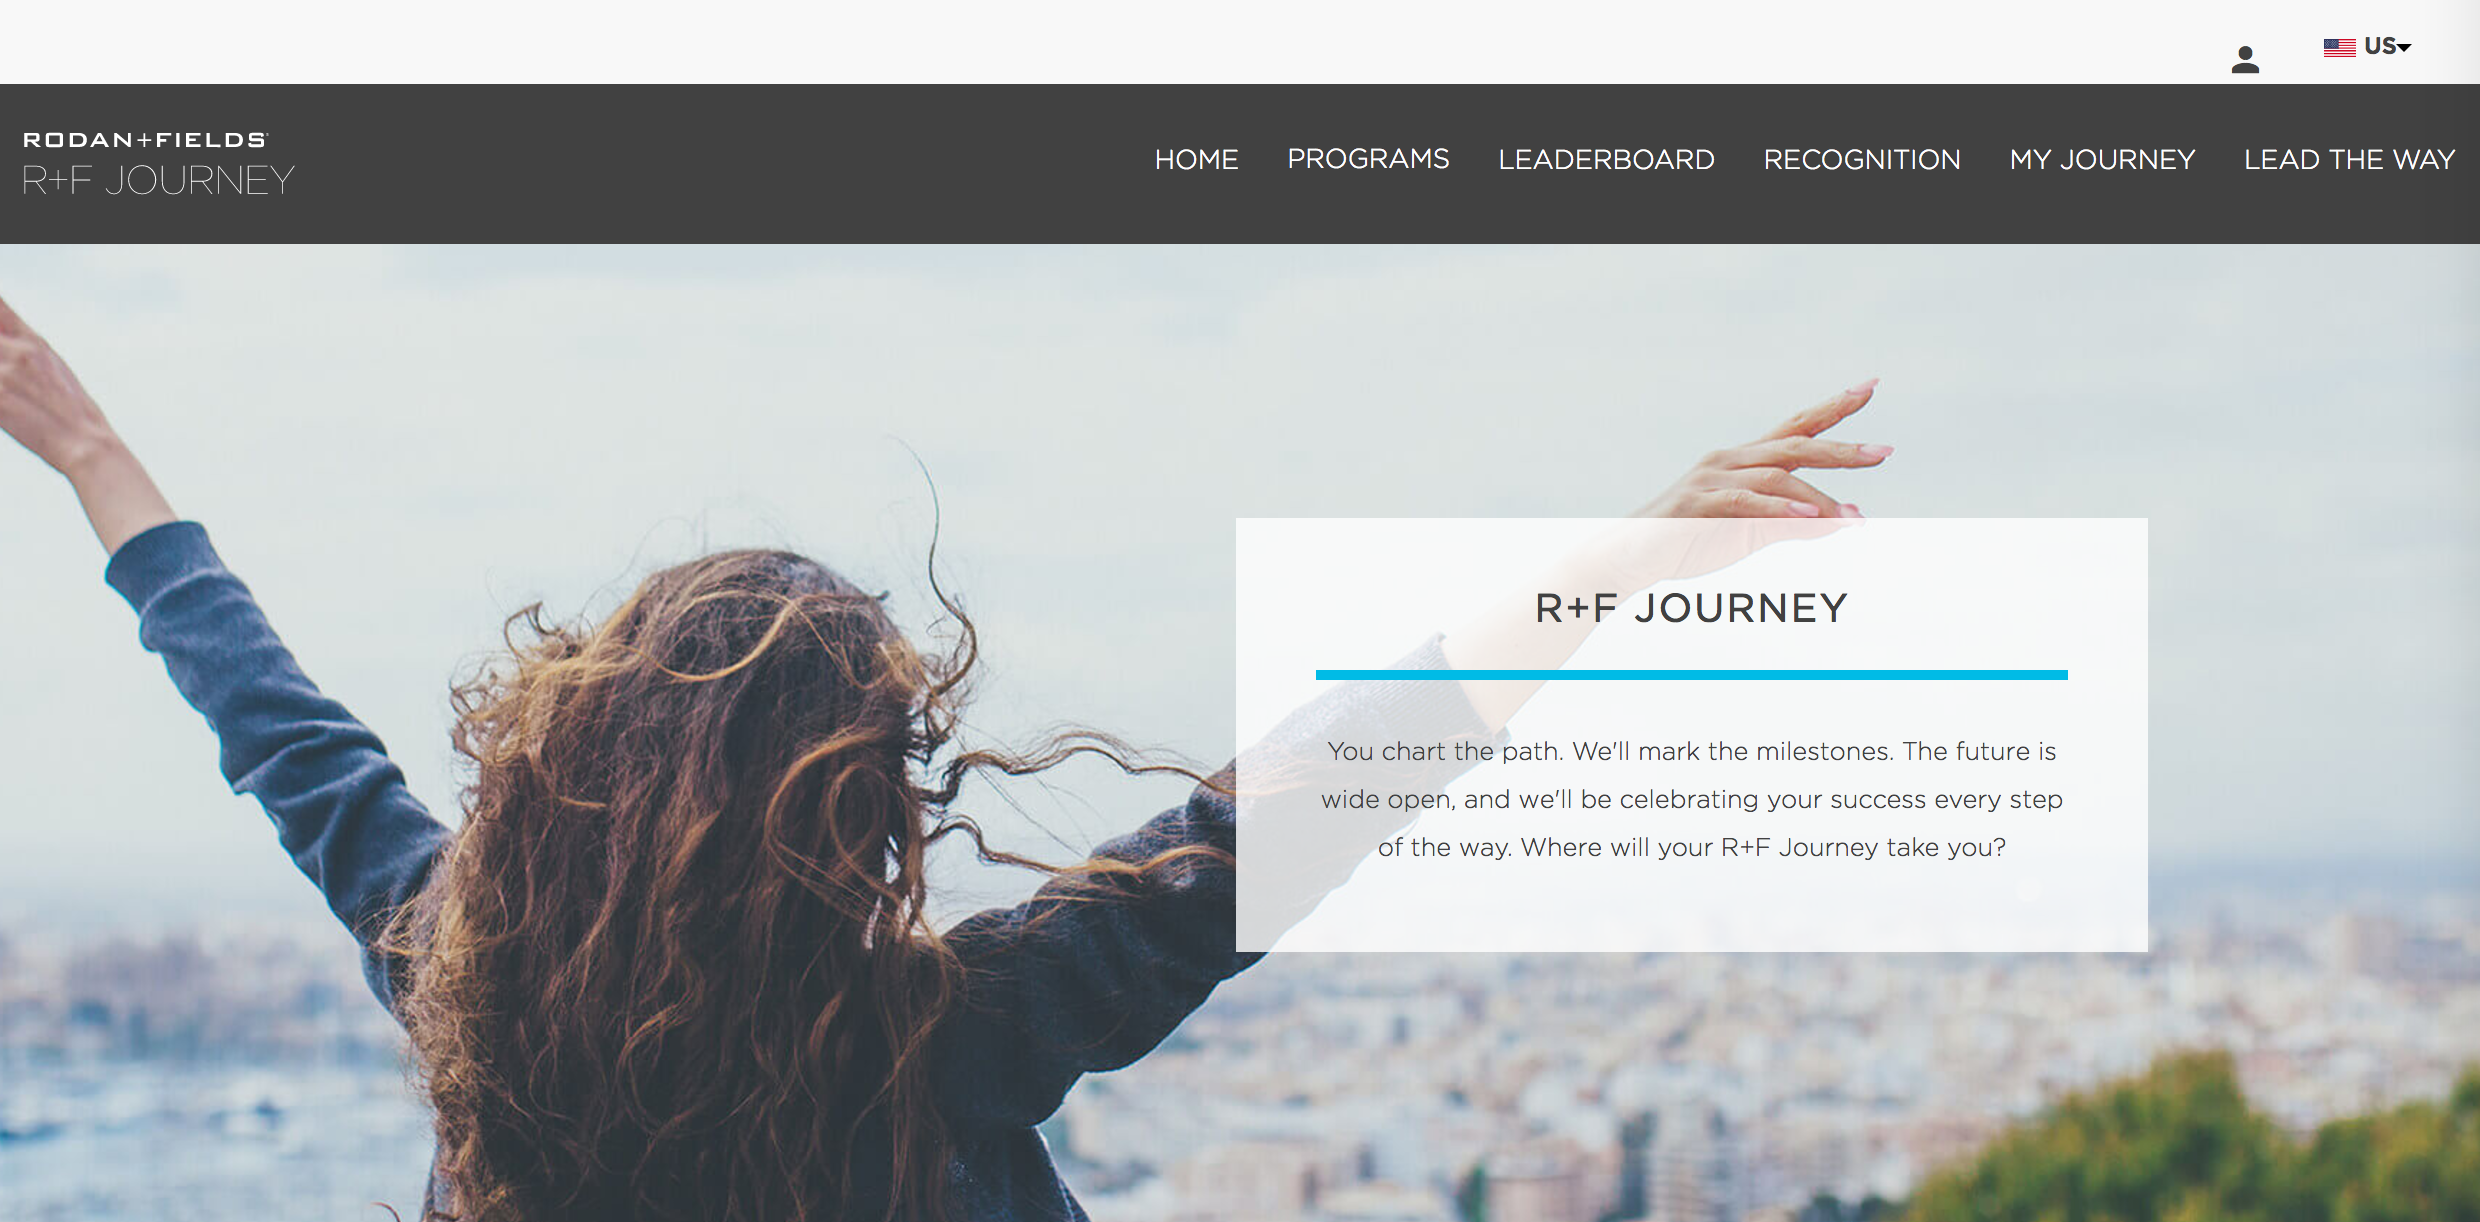 US
RODAN+FIELDS
R+F JOURNEY
HOME PROGRAMS LEADERBOARD RECOGNITION MY JOURNEY LEAD THE WAY
R+F JOURNEY
You chart the path. We'll mark the milestones. The future is
wide open, and we'll be celebrating your success every step
of the way. Where will your R+F Journey take you?